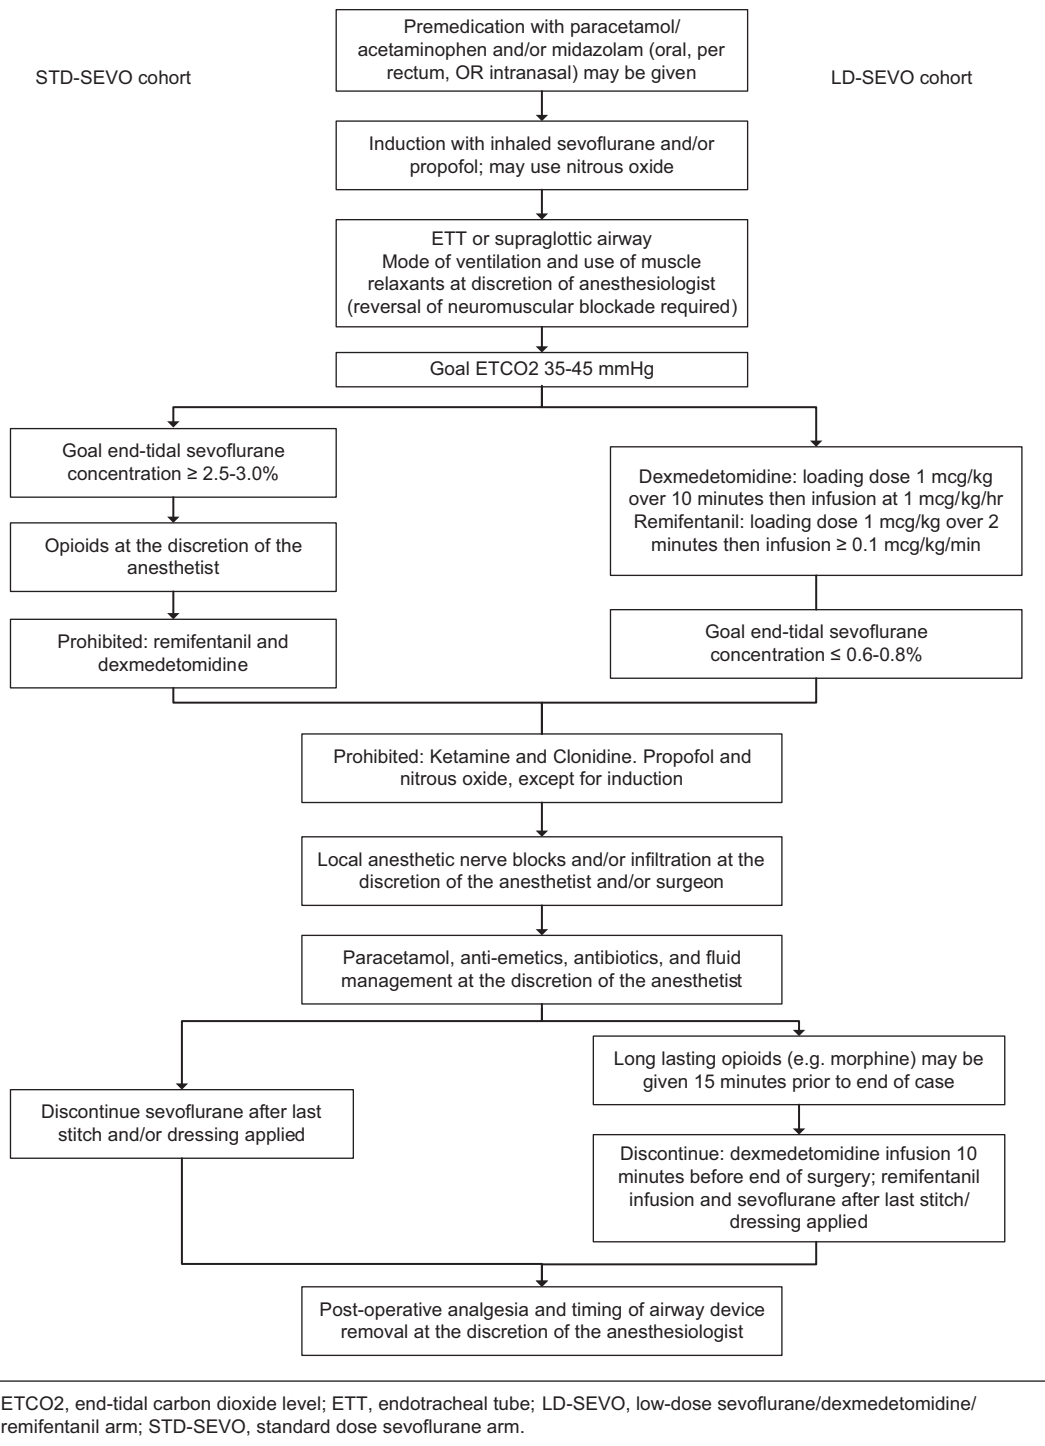 Premedication with paracetamol/
acetaminophen and/or midazolam (oral, per
rectum, OR intranasal) may be given
STD-SEVO cohort
LD-SEVO cohort
Induction with inhaled sevoflurane and/or
propofol; may use nitrous oxide
ETT or supraglottic airway
Mode of ventilation and use of muscle
relaxants at discretion of anesthesiologist
(reversal of neuromuscular blockade required)
Goal ETCO2 35-45 mmHg
Goal end-tidal sevoflurane
concentration ≥ 2.5-3.0%
Opioids at the discretion of the
anesthetist
Prohibited: remifentanil and
dexmedetomidine
Dexmedetomidine: loading dose 1 mcg/kg
over 10 minutes then infusion at 1 mcg/kg/hr
Remifentanil: loading dose 1 mcg/kg over 2
minutes then infusion ≥ 0.1 mcg/kg/min
Goal end-tidal sevoflurane
concentration ≤ 0.6-0.8%
Prohibited: Ketamine and Clonidine. Propofol and
nitrous oxide, except for induction
Local anesthetic nerve blocks and/or infiltration at the
discretion of the anesthetist and/or surgeon
Paracetamol, anti-emetics, antibiotics, and fluid
management at the discretion of the anesthetist
Discontinue sevoflurane after last
stitch and/or dressing applied
Long lasting opioids (e.g. morphine) may be
given 15 minutes prior to end of case
Discontinue: dexmedetomidine infusion 10
minutes before end of surgery; remifentanil
infusion and sevoflurane after last stitch/
dressing applied
Post-operative analgesia and timing of airway device
removal at the discretion of the anesthesiologist
ETCO2, end-tidal carbon dioxide level; ETT, endotracheal tube; LD-SEVO, low-dose sevoflurane/dexmedetomidine/
remifentanil arm; STD-SEVO, standard dose sevoflurane arm.